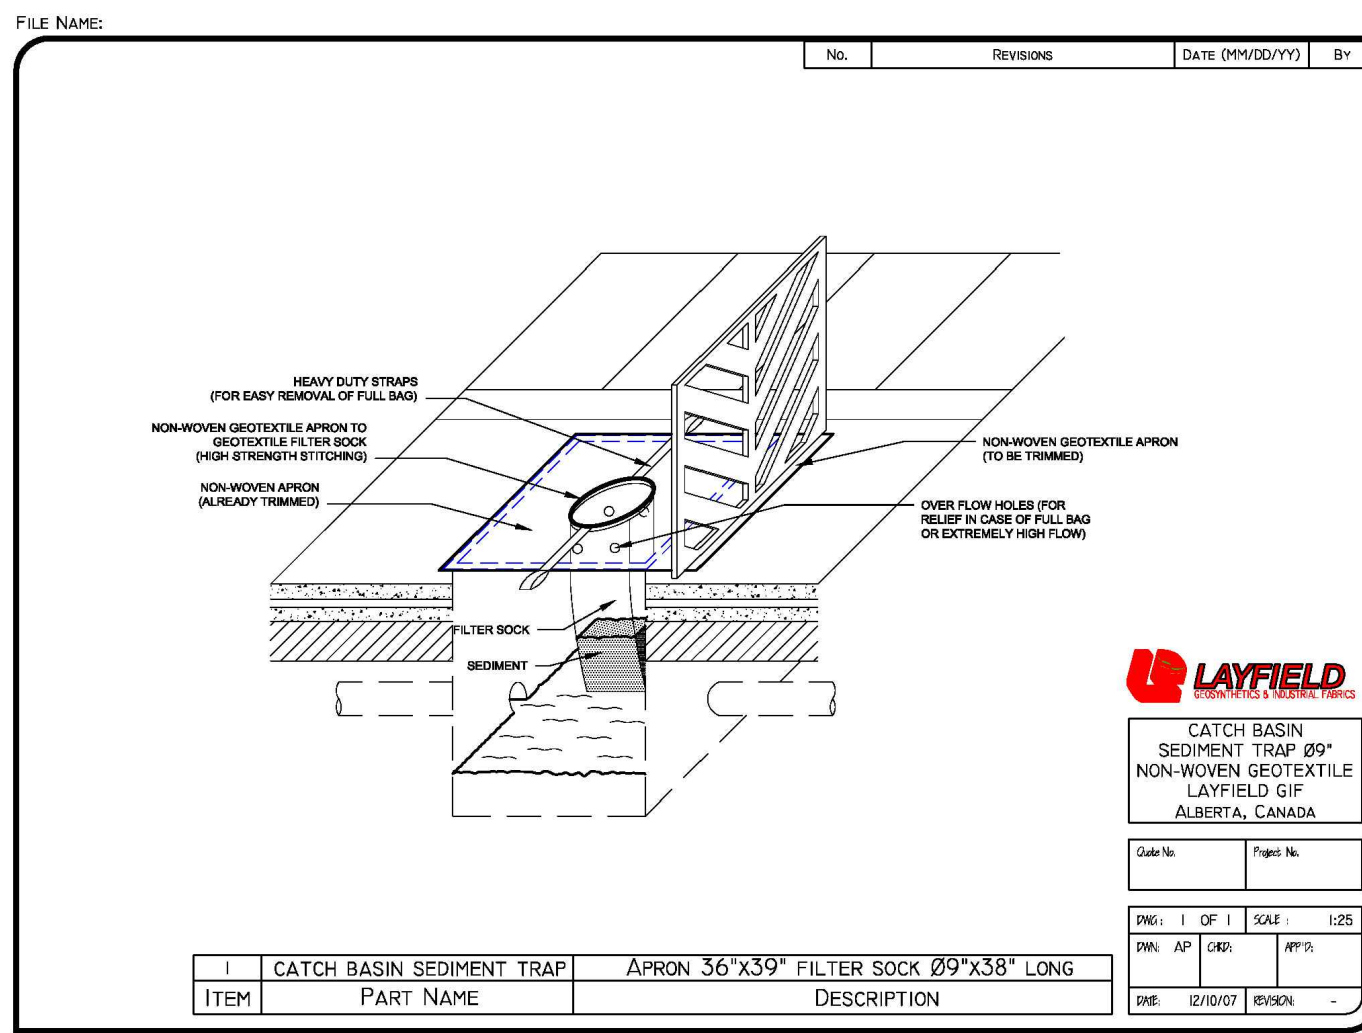 FILE NAME:
No. REVISIONS DATE (MM/DD/YY) BY
HEAVY DUTY STRAPS
(FOR EASY REMOVAL OF FULL BAG)
NON-WOVEN GEOTEXTILE APRON TO
GEOTEXTILE FILTER SOCK
(HIGH STRENGTH STITCHING)
NON-WOVEN APRON
(ALREADY TRIMMED)
NON-WOVEN GEOTEXTILE APRON
(TO BE TRIMMED)
OVER FLOW HOLES (FOR
RELIEF IN CASE OF FULL BAG
OR EXTREMELY HIGH FLOW)
FILTER SOCK
SEDIMENT
LAYFIELD
GEOSYNTHETICS & INDUSTRIAL FABRICS
CATCH BASIN
SEDIMENT TRAP Ø9"
NON-WOVEN GEOTEXTILE
LAYFIELD GIF
ALBERTA, CANADA
Quote No. Project No.
DWG: 1 OF 1 SCALE: 1:25
DWN: AP CHKD: APP'D:
DATE: 12/10/07 REVISION: -
1 CATCH BASIN SEDIMENT TRAP APRON 36"X39" FILTER SOCK Ø9"X38" LONG
ITEM PART NAME DESCRIPTION